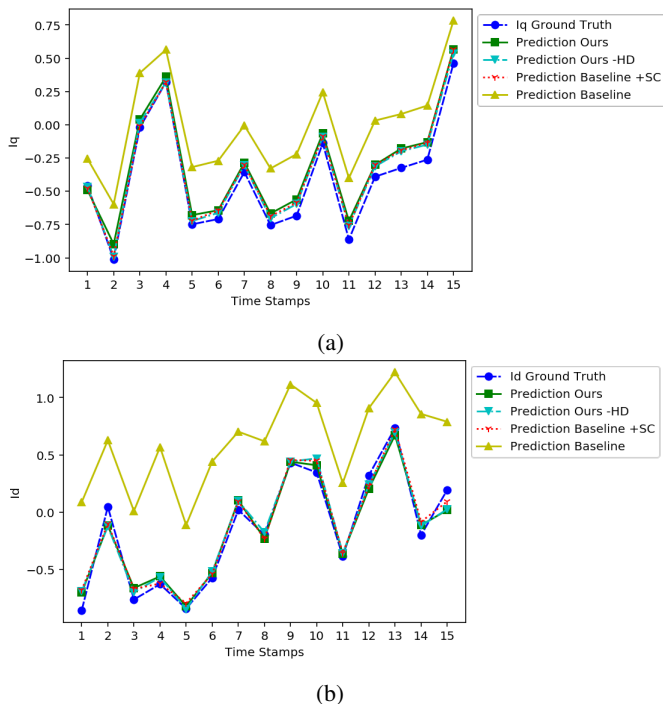 0.75
0.50
0.25
0.00
−0.25
−0.50
−0.75
−1.00
Iq
1 2 3 4 5 6 7 8 9 10 11 12 13 14 15
Time Stamps
Iq Ground Truth
Prediction Ours
Prediction Ours -HD
Prediction Baseline +SC
Prediction Baseline
(a)
1.0
0.5
0.0
−0.5
Id
1 2 3 4 5 6 7 8 9 10 11 12 13 14 15
Time Stamps
Id Ground Truth
Prediction Ours
Prediction Ours -HD
Prediction Baseline +SC
Prediction Baseline
(b)